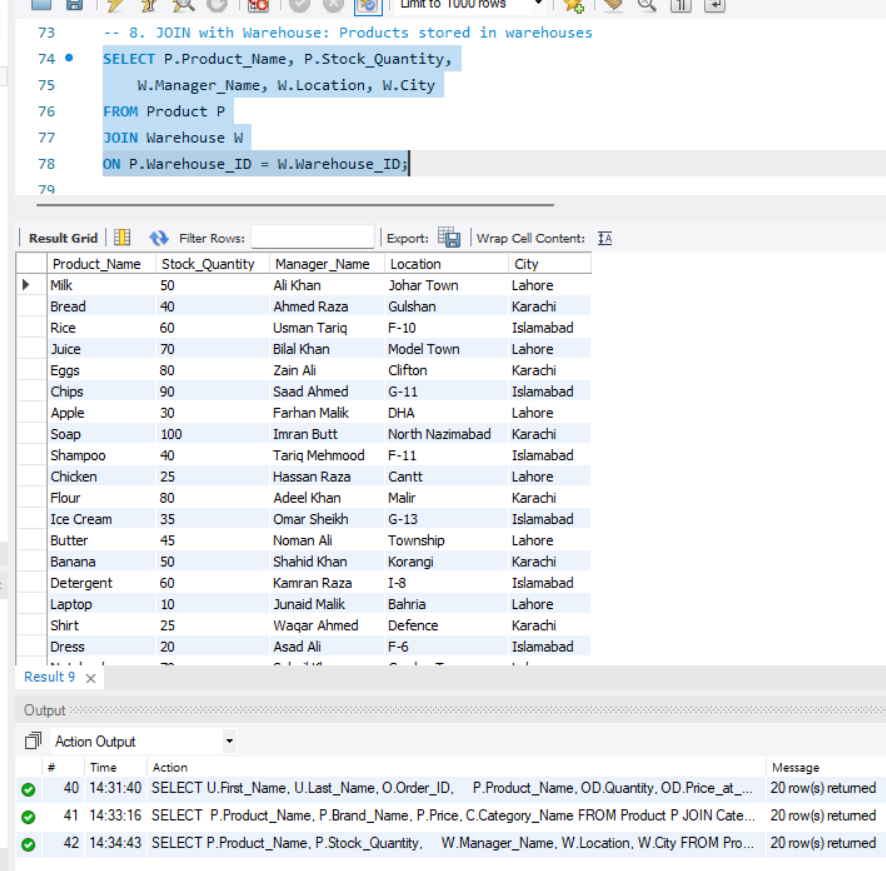 Limit to 1000 rows
73 -- 8. JOIN with Warehouse: Products stored in warehouses
74 SELECT P.Product_Name, P.Stock_Quantity,
75 W.Manager_Name, W.Location, W.City
76 FROM Product P
77 JOIN Warehouse W
78 ON P.Warehouse_ID = W.Warehouse_ID;
79
Result Grid Filter Rows: Export: Wrap Cell Content: IA
Product_Name Stock_Quantity Manager_Name Location City
Milk 50 Ali Khan Johar Town Lahore
Bread 40 Ahmed Raza Gulshan Karachi
Rice 60 Usman Tariq F-10 Islamabad
Juice 70 Bilal Khan Model Town Lahore
Eggs 80 Zain Ali Clifton Karachi
Chips 90 Saad Ahmed G-11 Islamabad
Apple 30 Farhan Malik DHA Lahore
Soap 100 Imran Butt North Nazimabad Karachi
Shampoo 40 Tariq Mehmood F-11 Islamabad
Chicken 25 Hassan Raza Cantt Lahore
Flour 80 Adeel Khan Malir Karachi
Ice Cream 35 Omar Sheikh G-13 Islamabad
Butter 45 Noman Ali Township Lahore
Banana 50 Shahid Khan Korangi Karachi
Detergent 60 Kamran Raza I-8 Islamabad
Laptop 10 Junaid Malik Bahria Lahore
Shirt 25 Waqar Ahmed Defence Karachi
Dress 20 Asad Ali F-6 Islamabad
Result 9
Output
Action Output
# Time Action Message
40 14:31:40 SELECT U.First_Name, U.Last_Name, O.Order_ID, P.Product_Name, OD.Quantity, OD.Price_at_... 20 row(s) returned
41 14:33:16 SELECT P.Product_Name, P.Brand_Name, P.Price, C.Category_Name FROM Product P JOIN Cate... 20 row(s) returned
42 14:34:43 SELECT P.Product_Name, P.Stock_Quantity, W.Manager_Name, W.Location, W.City FROM Pro... 20 row(s) returned